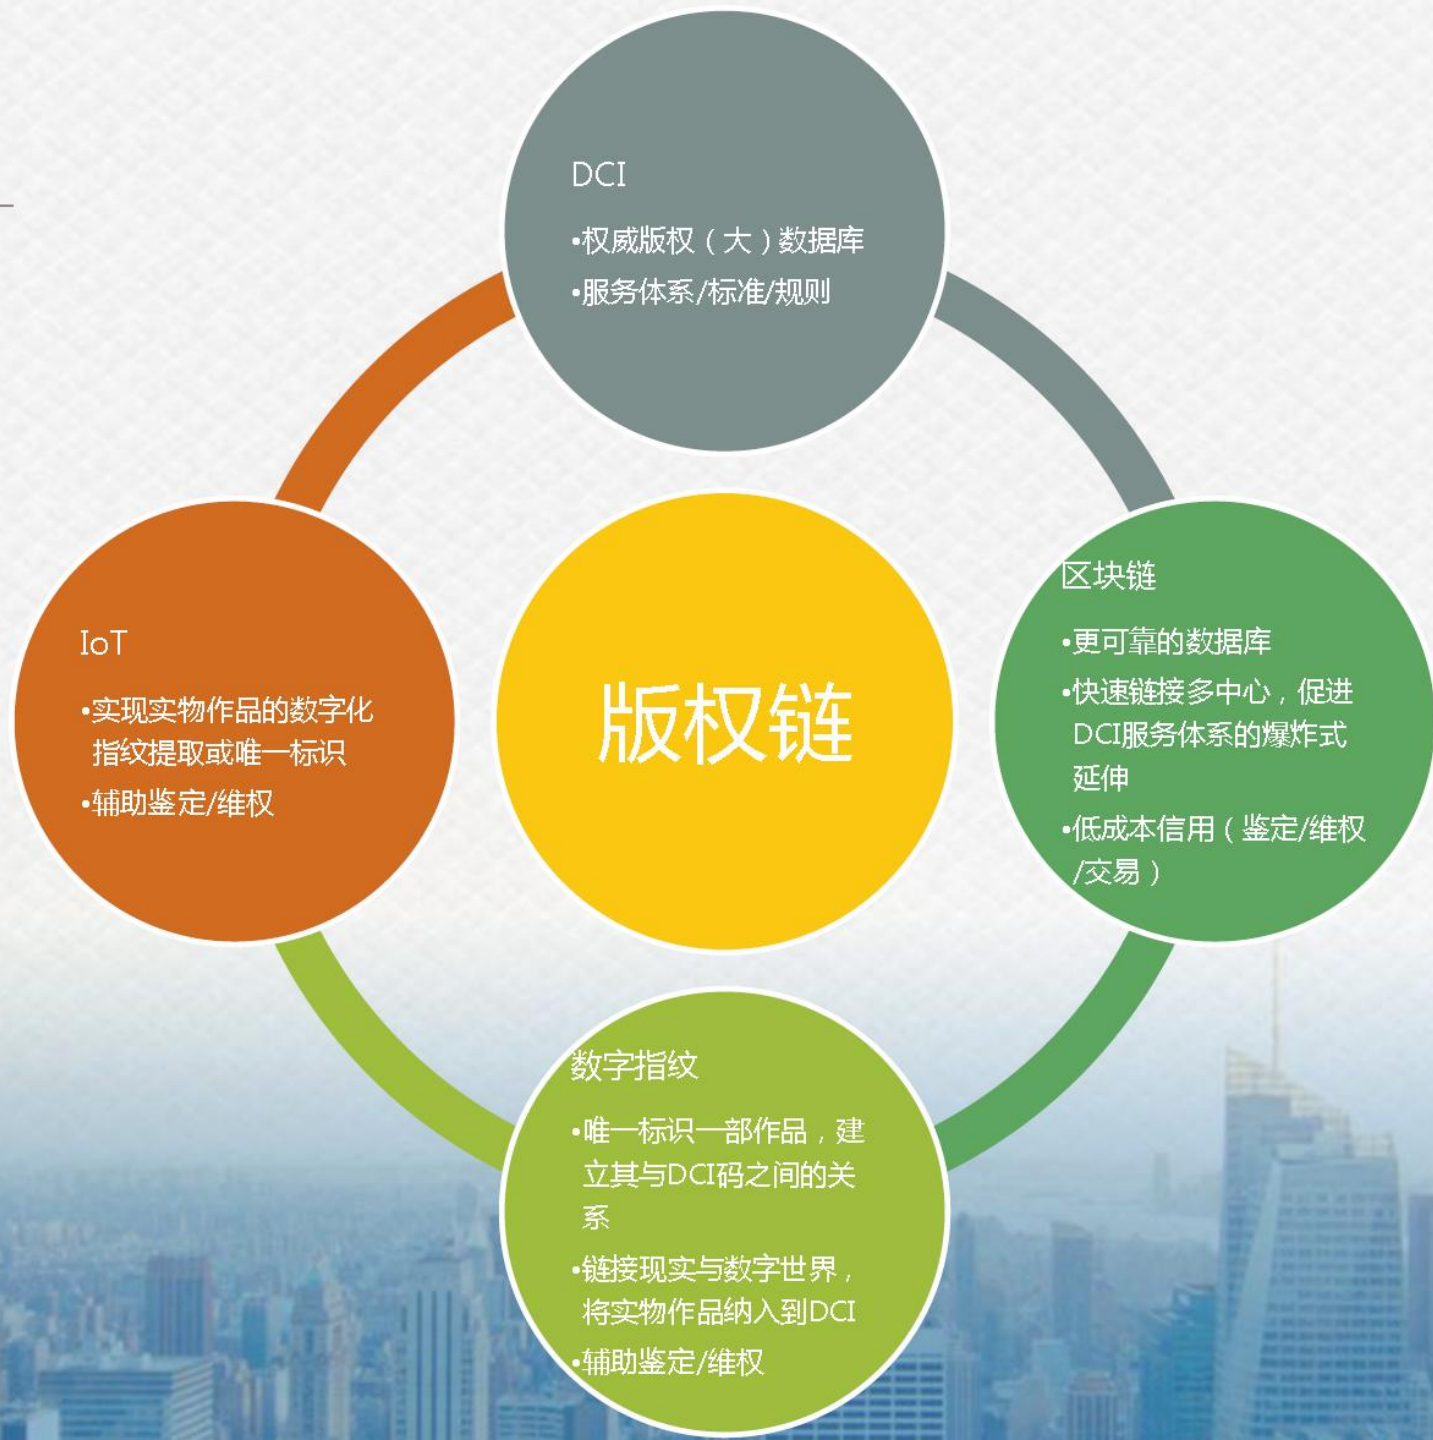 DCI
•权威版权（大）数据库
•服务体系/标准/规则
IoT
•实现实物作品的数字化
指纹提取或唯一标识
•辅助鉴定/维权
版权链
区块链
•更可靠的数据库
•快速链接多中心，促进
DCI服务体系的爆炸式
延伸
•低成本信用（鉴定/维权
/交易）
数字指纹
•唯一标识一部作品，建
立其与DCI码之间的关
系
•链接现实与数字世界，
将实物作品纳入到DCI
•辅助鉴定/维权